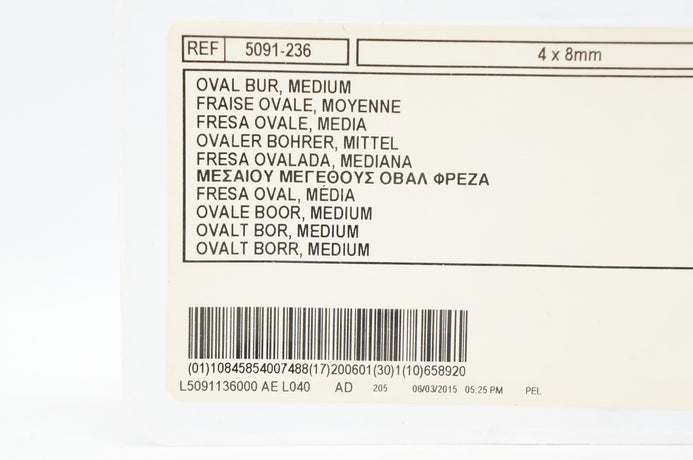 REF 5091-236 4 x 8mm
OVAL BUR, MEDIUM
FRAISE OVALE, MOYENNE
FRESA OVALE, MEDIA
OVALER BOHRER, MITTEL
FRESA OVALADA, MEDIANA
ΜΕΣΑΙΟΥ ΜΕΓΕΘΟΥΣ ΟΒΑΛ ΦΡΕΖΑ
FRESA OVAL, MÉDIA
OVALE BOOR, MEDIUM
OVALT BOR, MEDIUM
OVALT BORR, MEDIUM
(01)10845854007488(17)200601(30)1(10)658920
L5091136000 AE L040 AD 205 06/03/2015 05:25 PM PEL